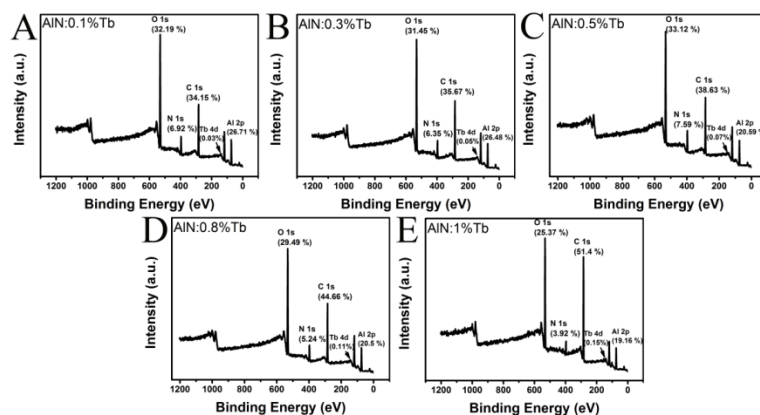 A
AlN:0.1%Tb
O 1s
(32.19 %)
C 1s
(34.15 %)
N 1s
(6.92 %)
Tb 4d
(0.03%)
Al 2p
(26.71 %)
Intensity (a.u.)
1200 1000 800 600 400 200 0
Binding Energy (eV)
B
AlN:0.3%Tb
O 1s
(31.45 %)
C 1s
(35.67 %)
N 1s
(6.35 %)
Tb 4d
(0.05%)
Al 2p
(26.48 %)
Intensity (a.u.)
1200 1000 800 600 400 200 0
Binding Energy (eV)
C
AlN:0.5%Tb
O 1s
(33.12 %)
C 1s
(38.63 %)
N 1s
(7.59 %)
Tb 4d
(0.07%)
Al 2p
(20.59 %)
Intensity (a.u.)
1200 1000 800 600 400 200 0
Binding Energy (eV)
D
AlN:0.8%Tb
O 1s
(29.49 %)
C 1s
(44.66 %)
N 1s
(5.24 %)
Tb 4d
(0.11%)
Al 2p
(20.5 %)
Intensity (a.u.)
1200 1000 800 600 400 200 0
Binding Energy (eV)
E
AlN:1%Tb
O 1s
(25.37 %)
C 1s
(51.4 %)
N 1s
(3.92 %)
Tb 4d
(0.15%)
Al 2p
(19.16 %)
Intensity (a.u.)
1200 1000 800 600 400 200 0
Binding Energy (eV)